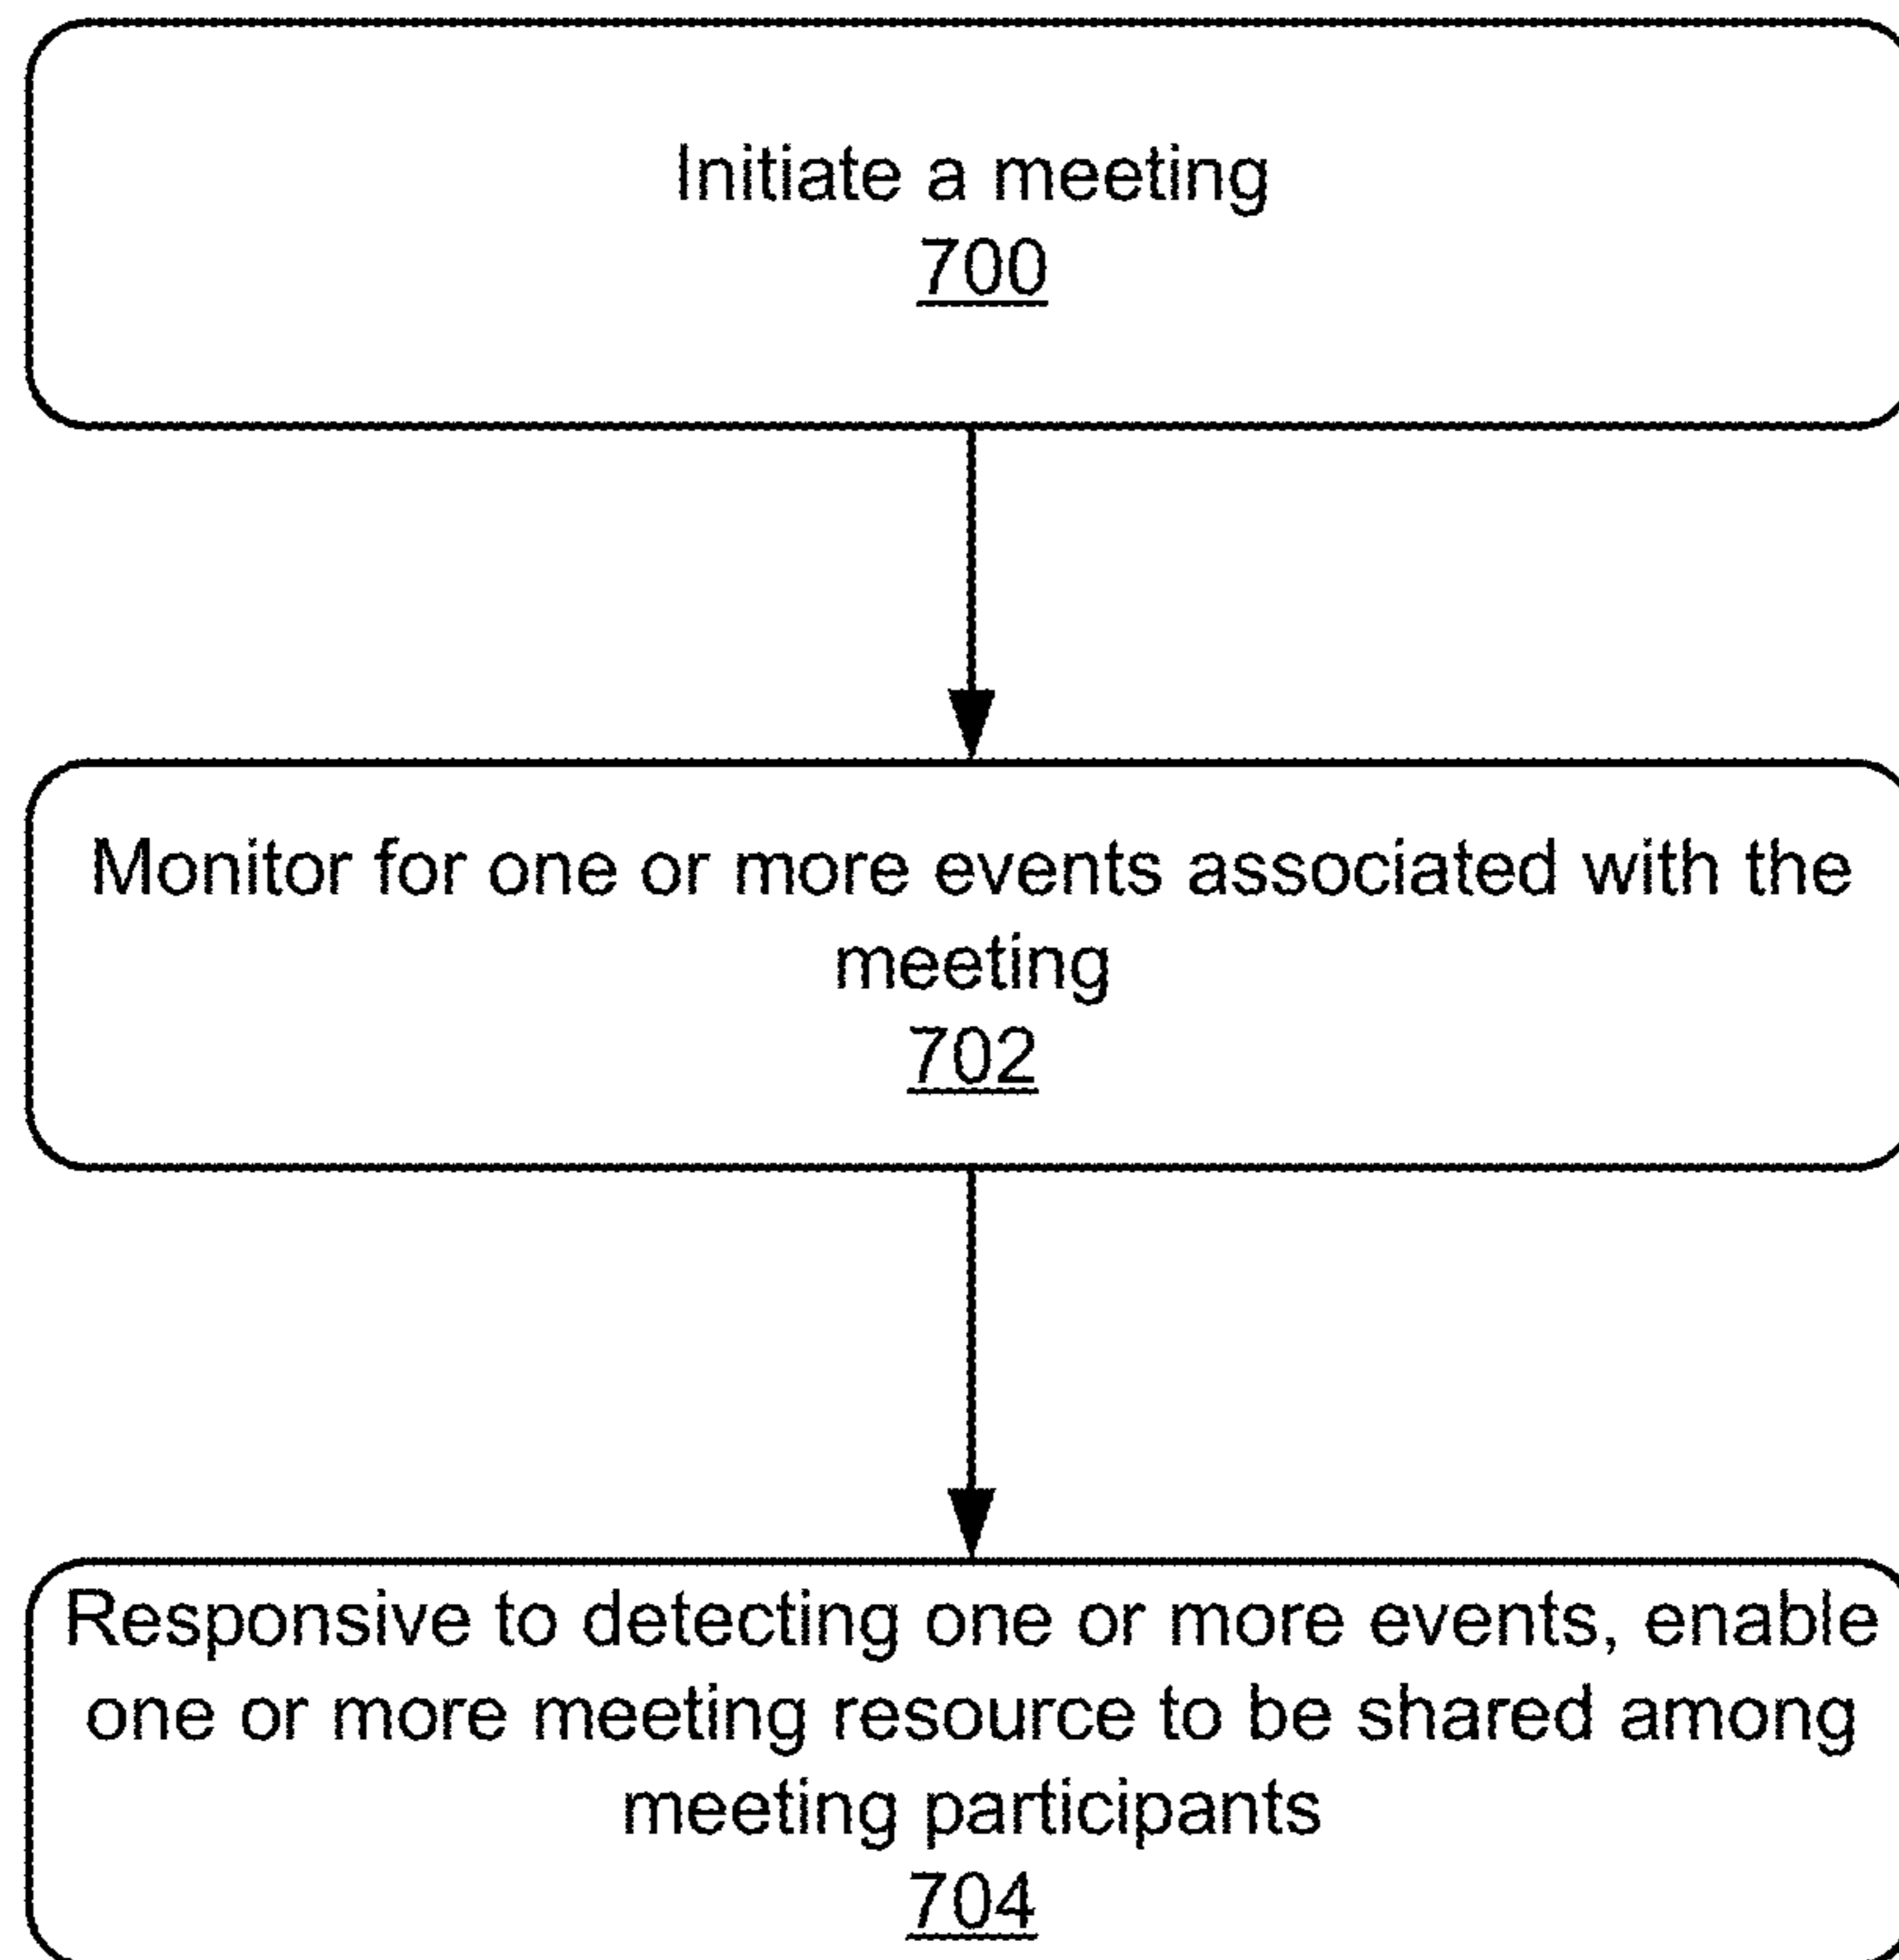 Initiate a meeting
700
Monitor for one or more events associated with the
meeting
702
Responsive to detecting one or more events, enable
one or more meeting resource to be shared among
meeting participants
704